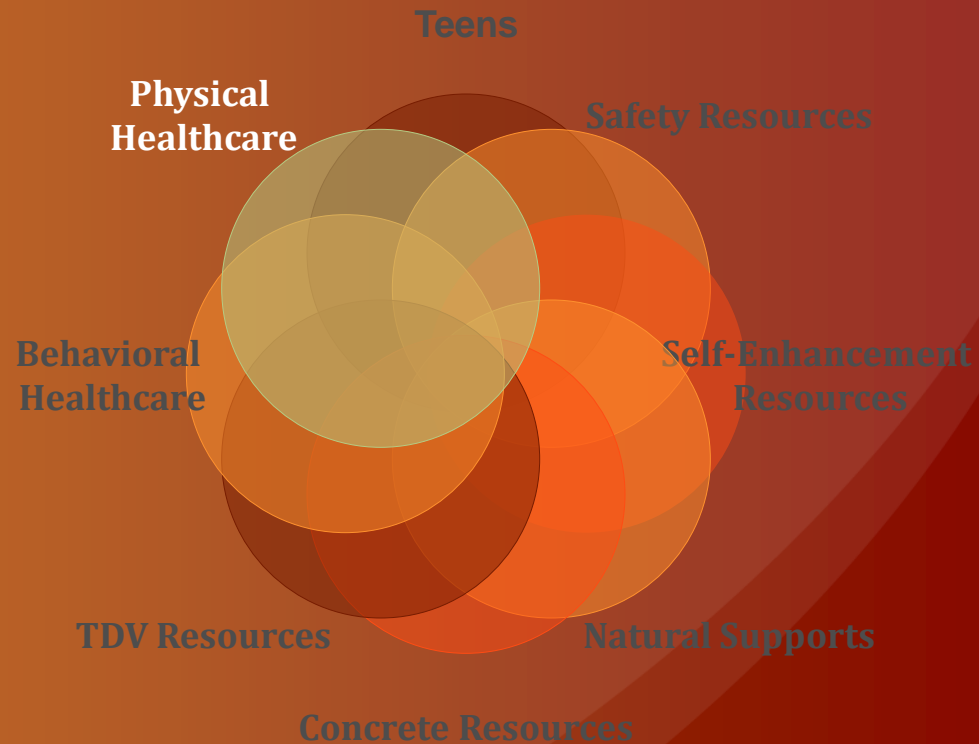 Teens
Physical
Healthcare
Safety Resources
Behavioral
Healthcare
Self-Enhancement
Resources
TDV Resources
Natural Supports
Concrete Resources